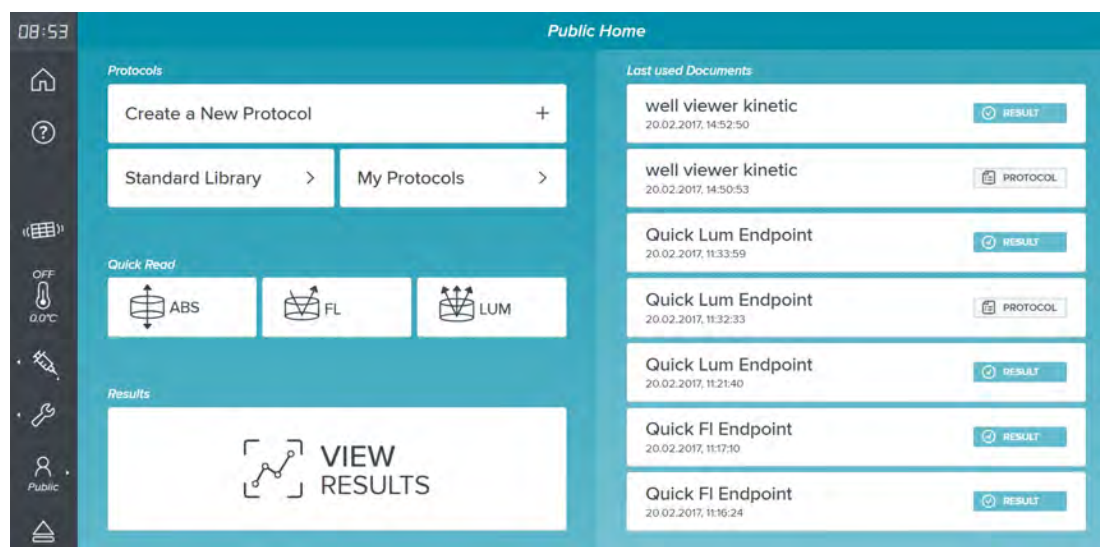 08:53
Public Home
Protocols
Create a New Protocol
Standard Library
My Protocols
Quick Read
ABS
FL
LUM
Results
VIEW
RESULTS
Last used Documents
well viewer kinetic
20.02.2017, 14:52:50
RESULT
well viewer kinetic
20.02.2017, 14:50:53
PROTOCOL
Quick Lum Endpoint
20.02.2017, 11:33:59
RESULT
Quick Lum Endpoint
20.02.2017, 11:32:33
PROTOCOL
Quick Lum Endpoint
20.02.2017, 11:21:40
RESULT
Quick Fl Endpoint
20.02.2017, 11:17:10
RESULT
Quick Fl Endpoint
20.02.2017, 11:16:24
RESULT
OFF
0.0°C
Public